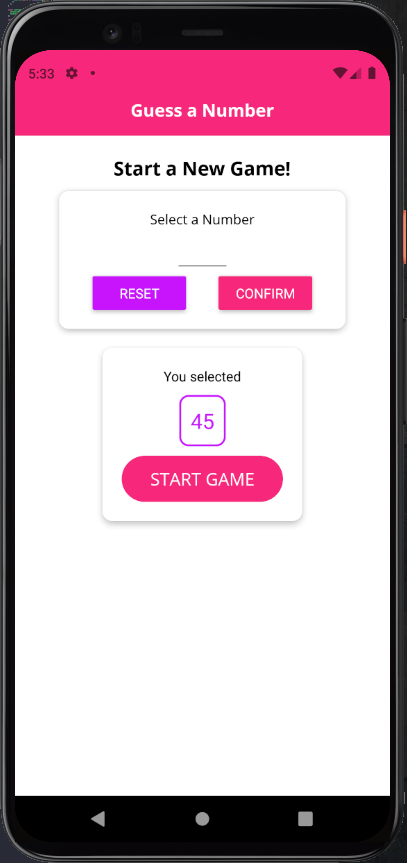 5:33
Guess a Number
Start a New Game!
Select a Number
RESET CONFIRM
You selected
45
START GAME